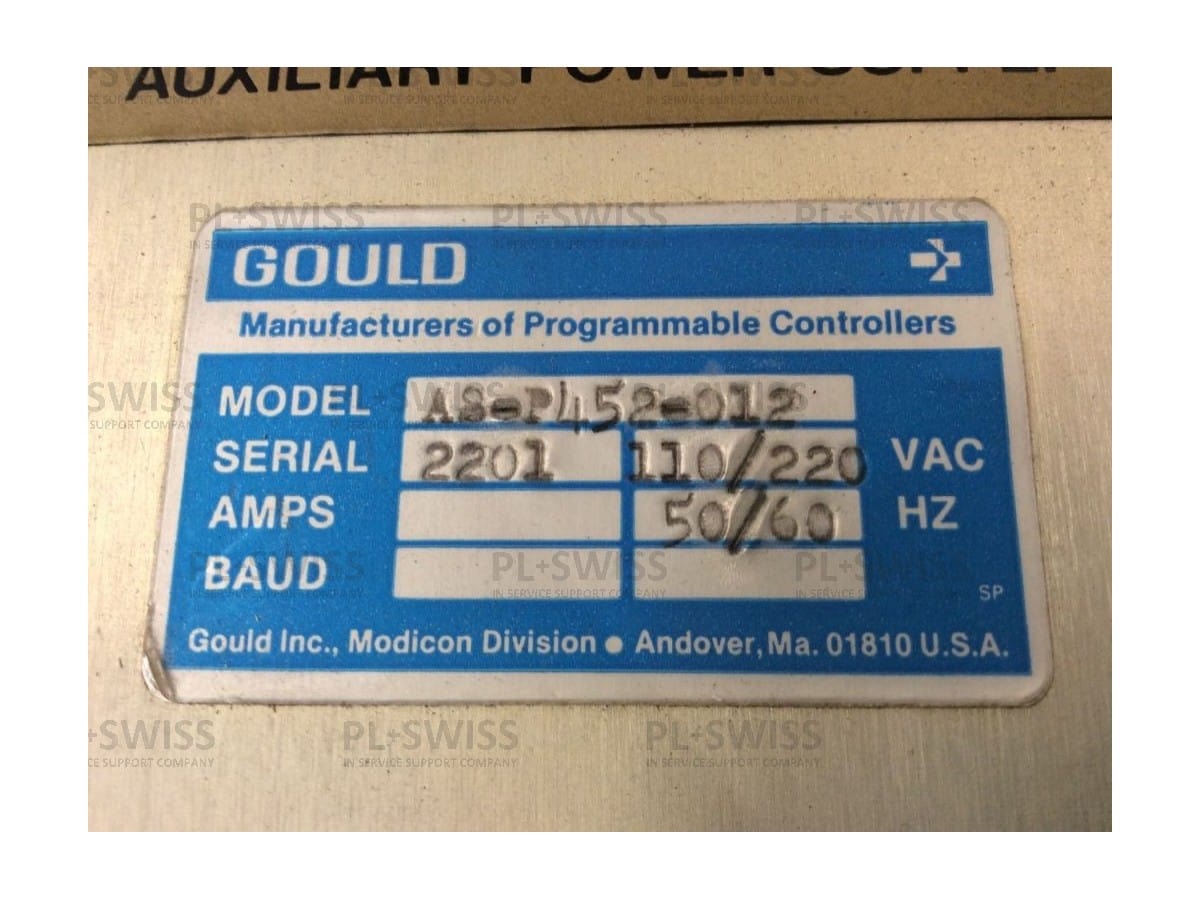 AUXILIARY POWER SUPPLY
GOULD
Manufacturers of Programmable Controllers
MODEL AS-P452-012
SERIAL 2201 110/220 VAC
AMPS 50/60 HZ
BAUD
SP
Gould Inc., Modicon Division ● Andover, Ma. 01810 U.S.A.
PL+SWISS
IN SERVICE SUPPORT COMPANY